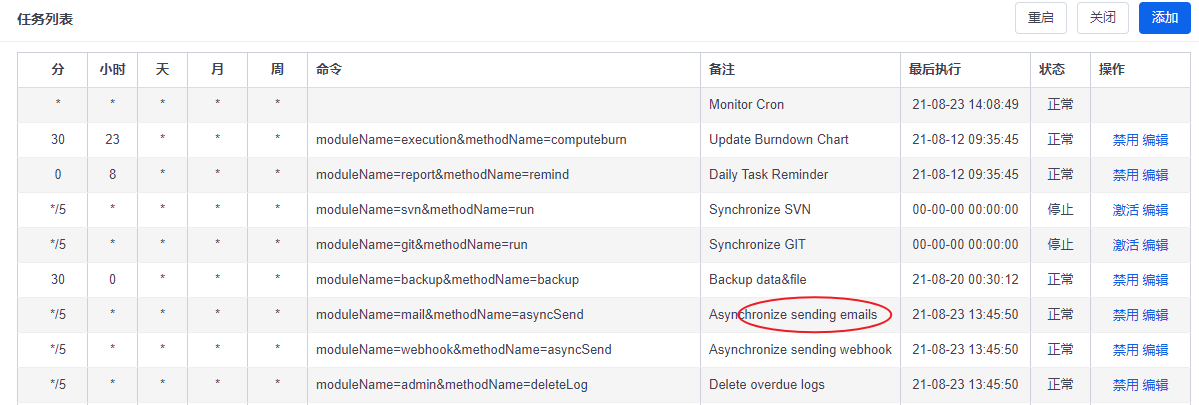 任务列表 重启 关闭 添加
分 小时 天 月 周 命令 备注 最后执行 状态 操作
* * * * * Monitor Cron 21-08-23 14:08:49 正常
30 23 * * * moduleName=execution&methodName=computeburn Update Burndown Chart 21-08-12 09:35:45 正常 禁用 编辑
0 8 * * * moduleName=report&methodName=remind Daily Task Reminder 21-08-12 09:35:45 正常 禁用 编辑
*/5 * * * * moduleName=svn&methodName=run Synchronize SVN 00-00-00 00:00:00 停止 激活 编辑
*/5 * * * * moduleName=git&methodName=run Synchronize GIT 00-00-00 00:00:00 停止 激活 编辑
30 0 * * * moduleName=backup&methodName=backup Backup data&file 21-08-20 00:30:12 正常 禁用 编辑
*/5 * * * * moduleName=mail&methodName=asyncSend Asynchronize sending emails 21-08-23 13:45:50 正常 禁用 编辑
*/5 * * * * moduleName=webhook&methodName=asyncSend Asynchronize sending webhook 21-08-23 13:45:50 正常 禁用 编辑
*/5 * * * * moduleName=admin&methodName=deleteLog Delete overdue logs 21-08-23 13:45:50 正常 禁用 编辑